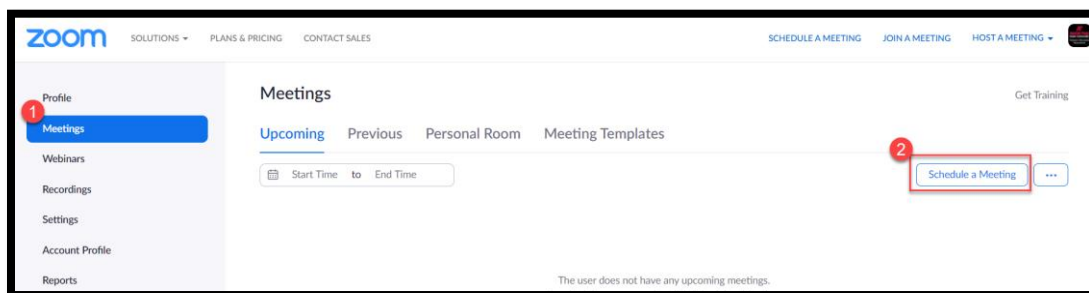 zoom SOLUTIONS PLANS & PRICING CONTACT SALES SCHEDULE A MEETING JOIN A MEETING HOST A MEETING
Profile
1
Meetings
Webinars
Recordings
Settings
Account Profile
Reports
Meetings
Get Training
Upcoming Previous Personal Room Meeting Templates
2
Start Time to End Time
Schedule a Meeting ...
The user does not have any upcoming meetings.